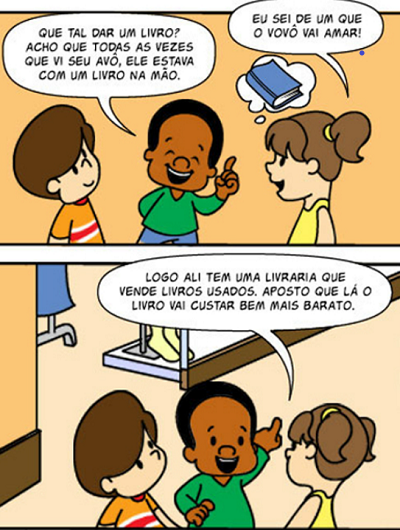 QUE TAL DAR UM LIVRO?
ACHO QUE TODAS AS VEZES
QUE VI SEU AVÔ, ELE ESTAVA
COM UM LIVRO NA MÃO.
EU SEI DE UM QUE
O VOVÔ VAI AMAR!
LOGO ALI TEM UMA LIVRARIA QUE
VENDE LIVROS USADOS. APOSTO QUE LÁ O
LIVRO VAI CUSTAR BEM MAIS BARATO.